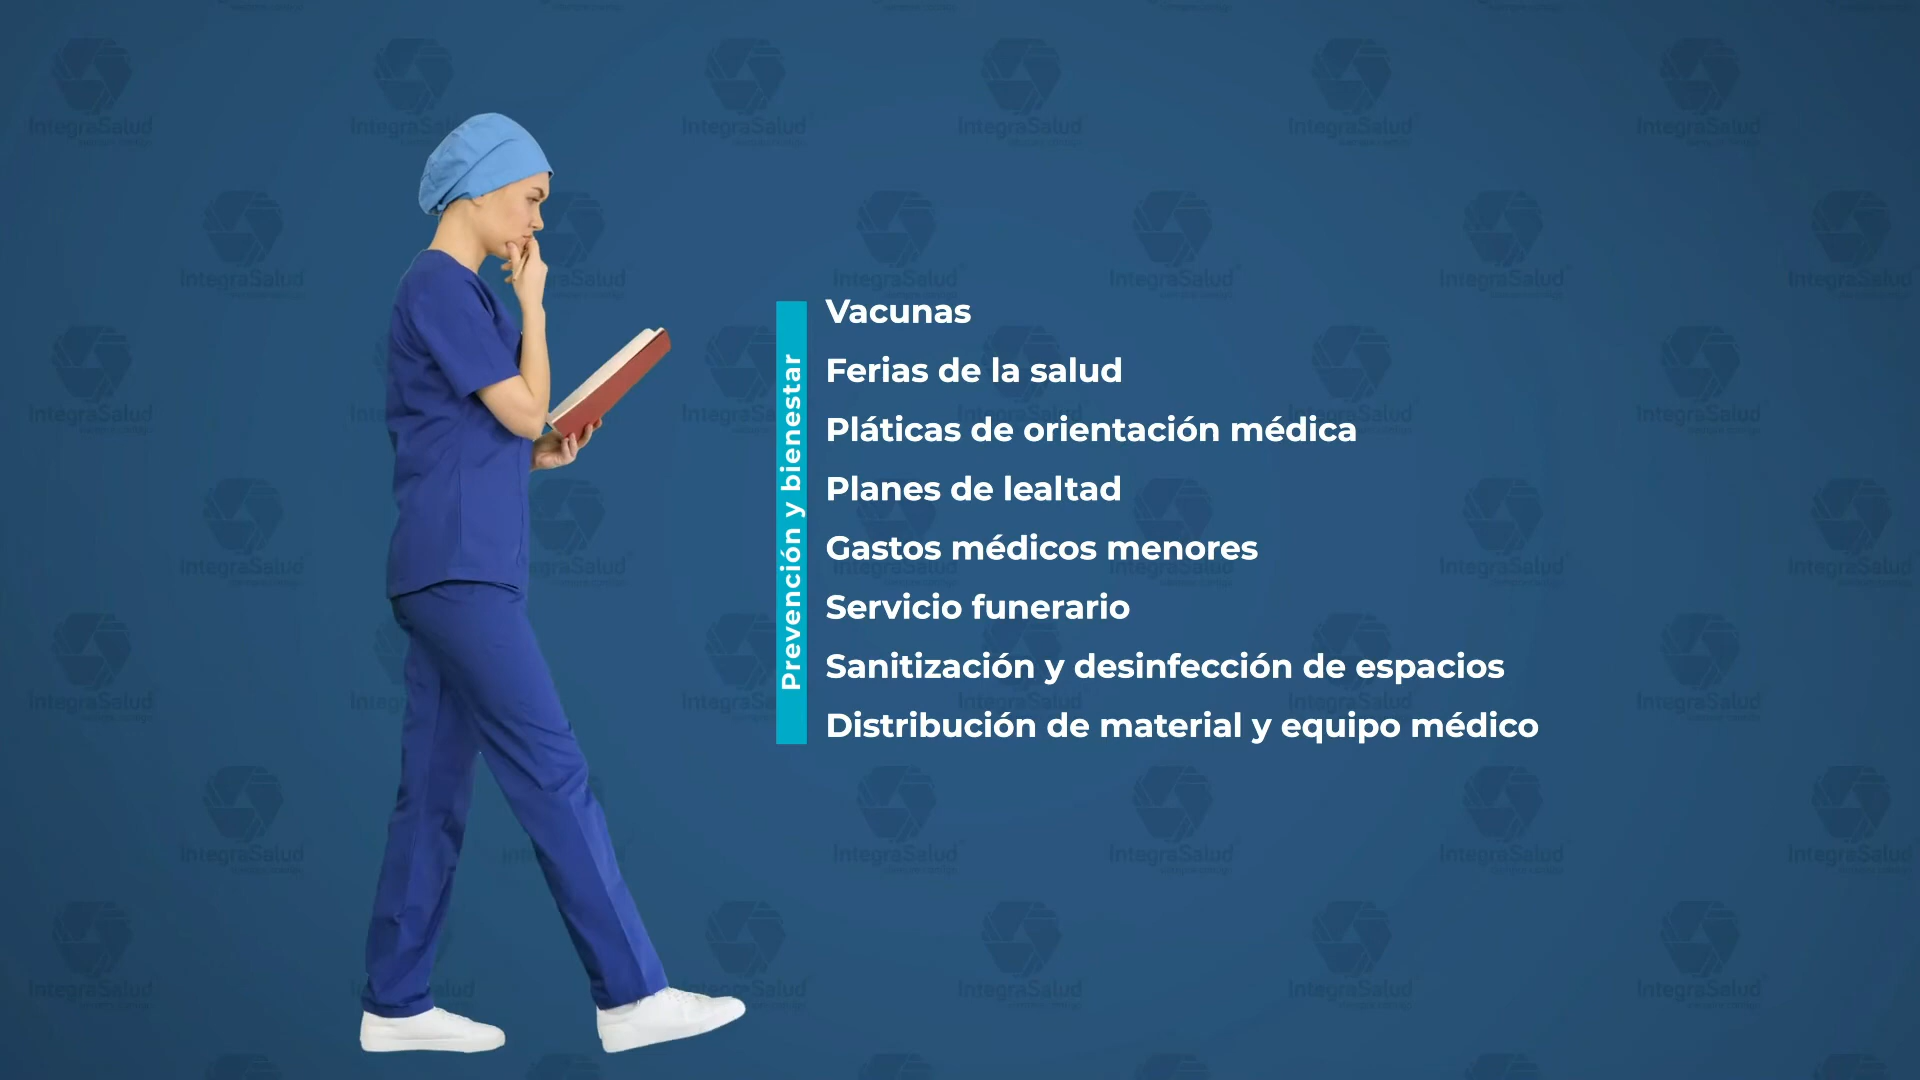 Prevención y bienestar
Vacunas
Ferias de la salud
Pláticas de orientación médica
Planes de lealtad
Gastos médicos menores
Servicio funerario
Sanitización y desinfección de espacios
Distribución de material y equipo médico
IntegraSalud